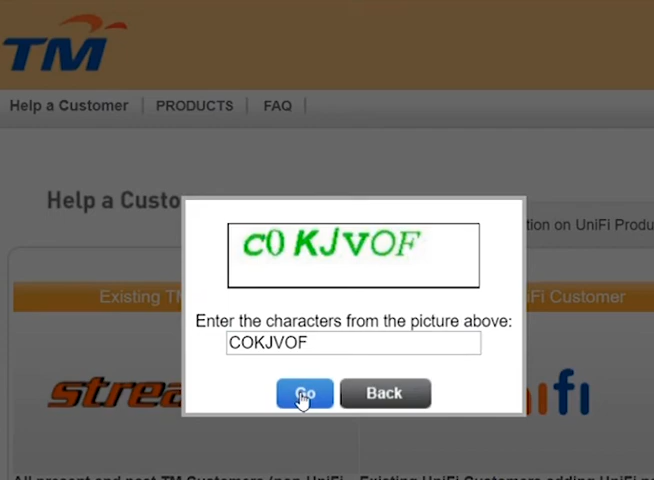 TM
Help a Customer | PRODUCTS | FAQ |
Help a Custo
tion on UniFi Produ
c0 KJVOF
Existing TM
iFi Customer
Enter the characters from the picture above:
COKJVOF
strea
nifi
Go Back
All present and past TM Customers (non-UniFi
Existing UniFi Customers adding UniFi